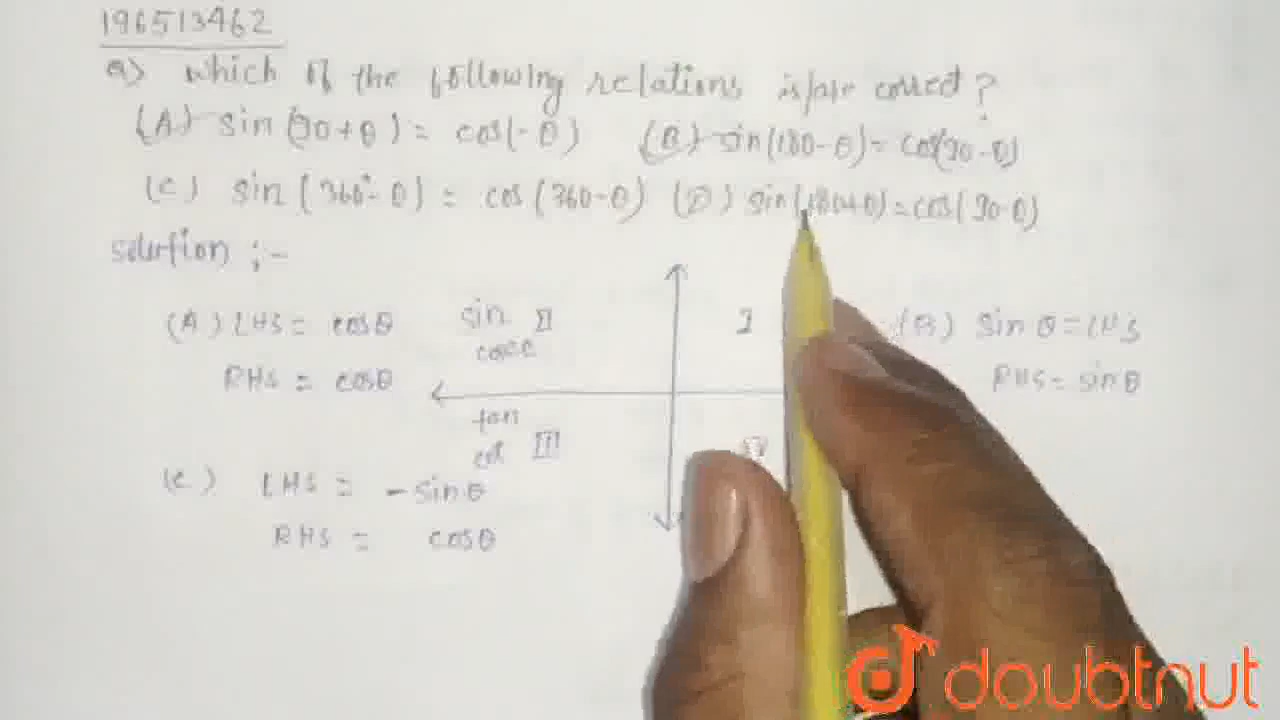 196513462
Q) which of the following relations is/are correct?
(A) sin(90+θ) = cos(-θ) (B) sin(180-θ) = cos(90-θ)
(C) sin(360°-θ) = cos(360-θ) (D) sin(180+θ) = cos(90-θ)
solution :-
(A) LHS = cosθ
RHS = cosθ
sin II
cosec
I
(B) sinθ = LHS
RHS = sinθ
tan
cot III
IV
(C) LHS = -sinθ
RHS = cosθ
doubtnut